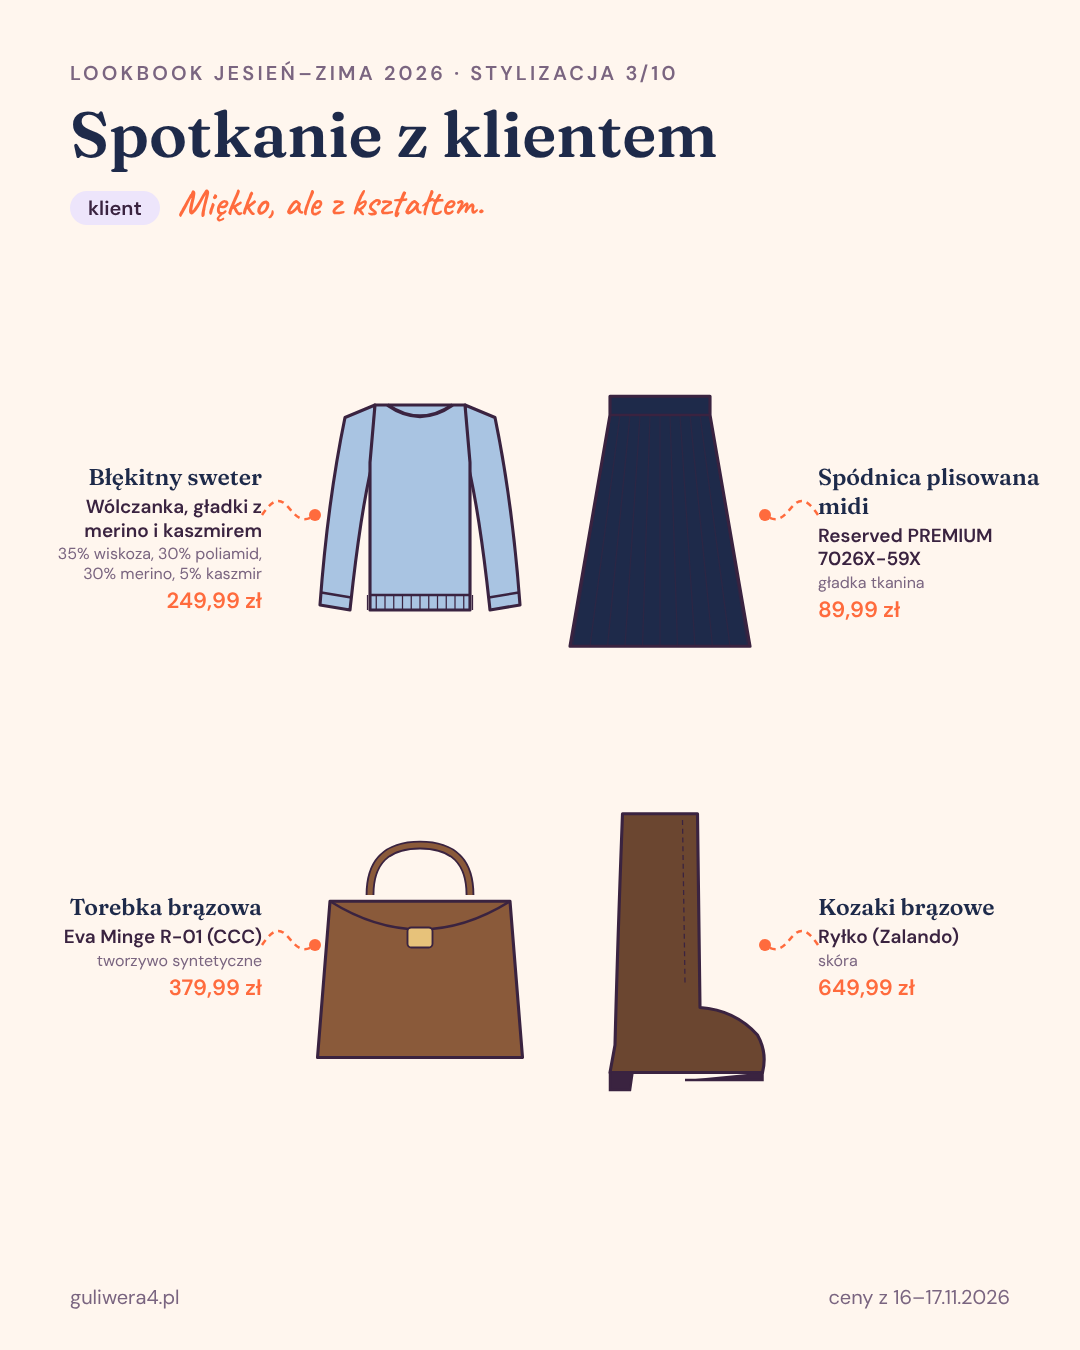 LOOKBOOK JESIEŃ–ZIMA 2026 · STYLIZACJA 3/10
Spotkanie z klientem
klient
Miękko, ale z kształtem.
Błękitny sweter
Wólczanka, gładki z
merino i kaszmirem
35% wiskoza, 30% poliamid,
30% merino, 5% kaszmir
249,99 zł
Spódnica plisowana
midi
Reserved PREMIUM
7026X-59X
gładka tkanina
89,99 zł
Torebka brązowa
Eva Minge R-01 (CCC)
tworzywo syntetyczne
379,99 zł
Kozaki brązowe
Ryłko (Zalando)
skóra
649,99 zł
guliwera4.pl
ceny z 16–17.11.2026